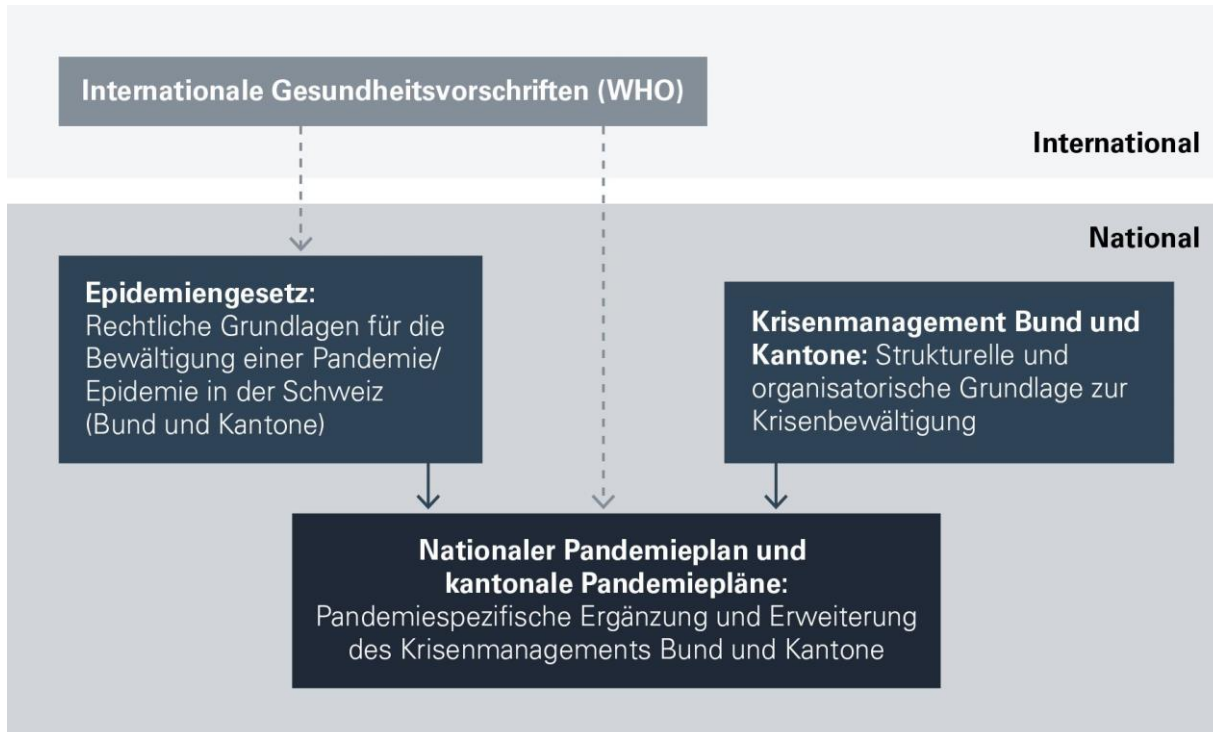 Internationale Gesundheitsvorschriften (WHO)
International
National
Epidemiengesetz:
Rechtliche Grundlagen für die
Bewältigung einer Pandemie/
Epidemie in der Schweiz
(Bund und Kantone)
Krisenmanagement Bund und
Kantone: Strukturelle und
organisatorische Grundlage zur
Krisenbewältigung
Nationaler Pandemieplan und
kantonale Pandemiepläne:
Pandemiespezifische Ergänzung und Erweiterung
des Krisenmanagements Bund und Kantone